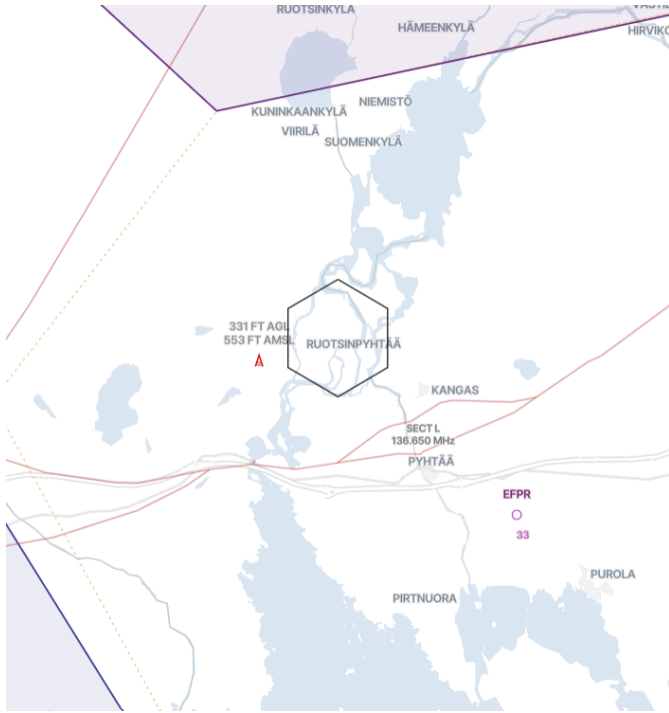 RUOTSINKYLÄ
HÄMEENKYLÄ
NIEMISTÖ
KUNINKAANKYLÄ
VIIRILÄ
SUOMENKYLÄ
331 FT AGL
553 FT AMSL
RUOTSINPYHTÄÄ
KANGAS
SECT L
136.650 MHz
PYHTÄÄ
EFPR
33
PUROLA
PIRTNUORA